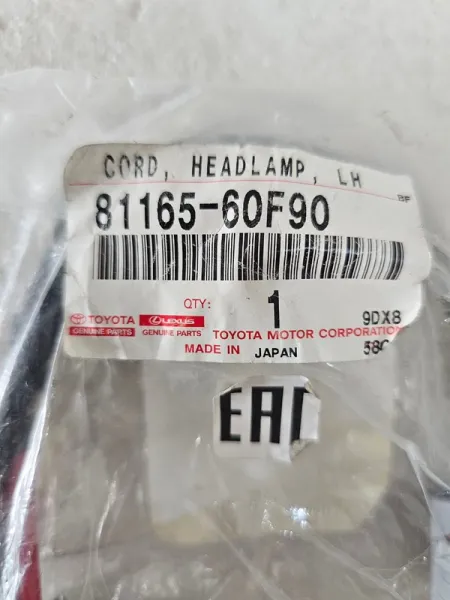 CORD, HEADLAMP, LH
81165-60F90
QTY: 1 9DX8
TOYOTA LEXUS
GENUINE PARTS GENUINE PARTS TOYOTA MOTOR CORPORATION
MADE IN JAPAN
EAC